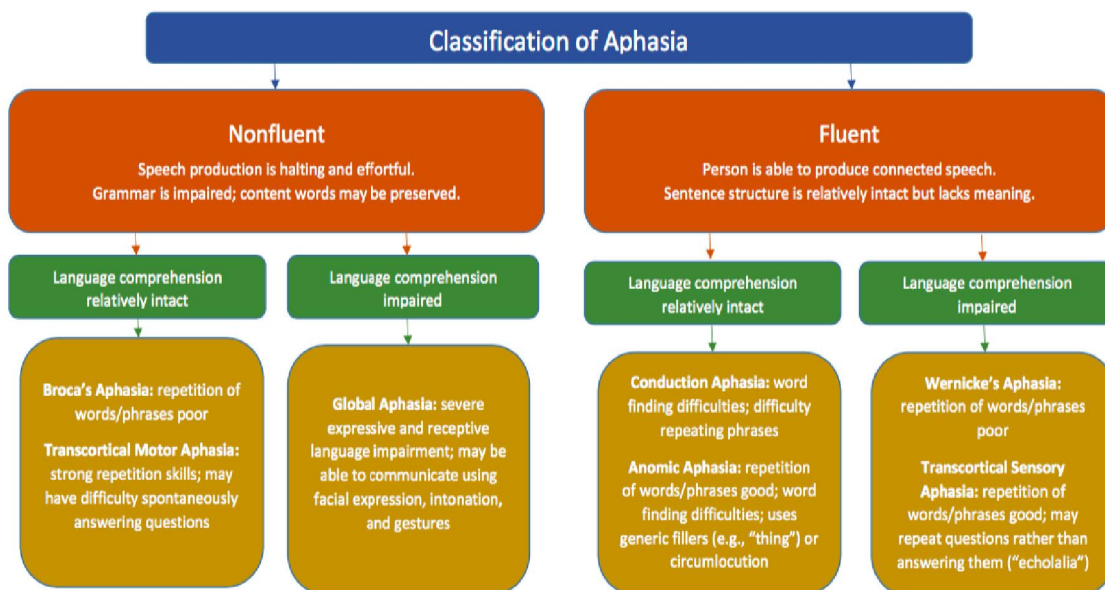 Classification of Aphasia
Nonfluent
Speech production is halting and effortful.
Grammar is impaired; content words may be preserved.
Fluent
Person is able to produce connected speech.
Sentence structure is relatively intact but lacks meaning.
Language comprehension
relatively intact
Language comprehension
impaired
Language comprehension
relatively intact
Language comprehension
impaired
Broca's Aphasia: repetition of
words/phrases poor
Transcortical Motor Aphasia:
strong repetition skills; may
have difficulty spontaneously
answering questions
Global Aphasia: severe
expressive and receptive
language impairment; may be
able to communicate using
facial expression, intonation,
and gestures
Conduction Aphasia: word
finding difficulties; difficulty
repeating phrases
Anomic Aphasia: repetition
of words/phrases good; word
finding difficulties; uses
generic fillers (e.g., “thing”) or
circumlocution
Wernicke's Aphasia:
repetition of words/phrases
poor
Transcortical Sensory
Aphasia: repetition of
words/phrases good; may
repeat questions rather than
answering them (“echolalia”)